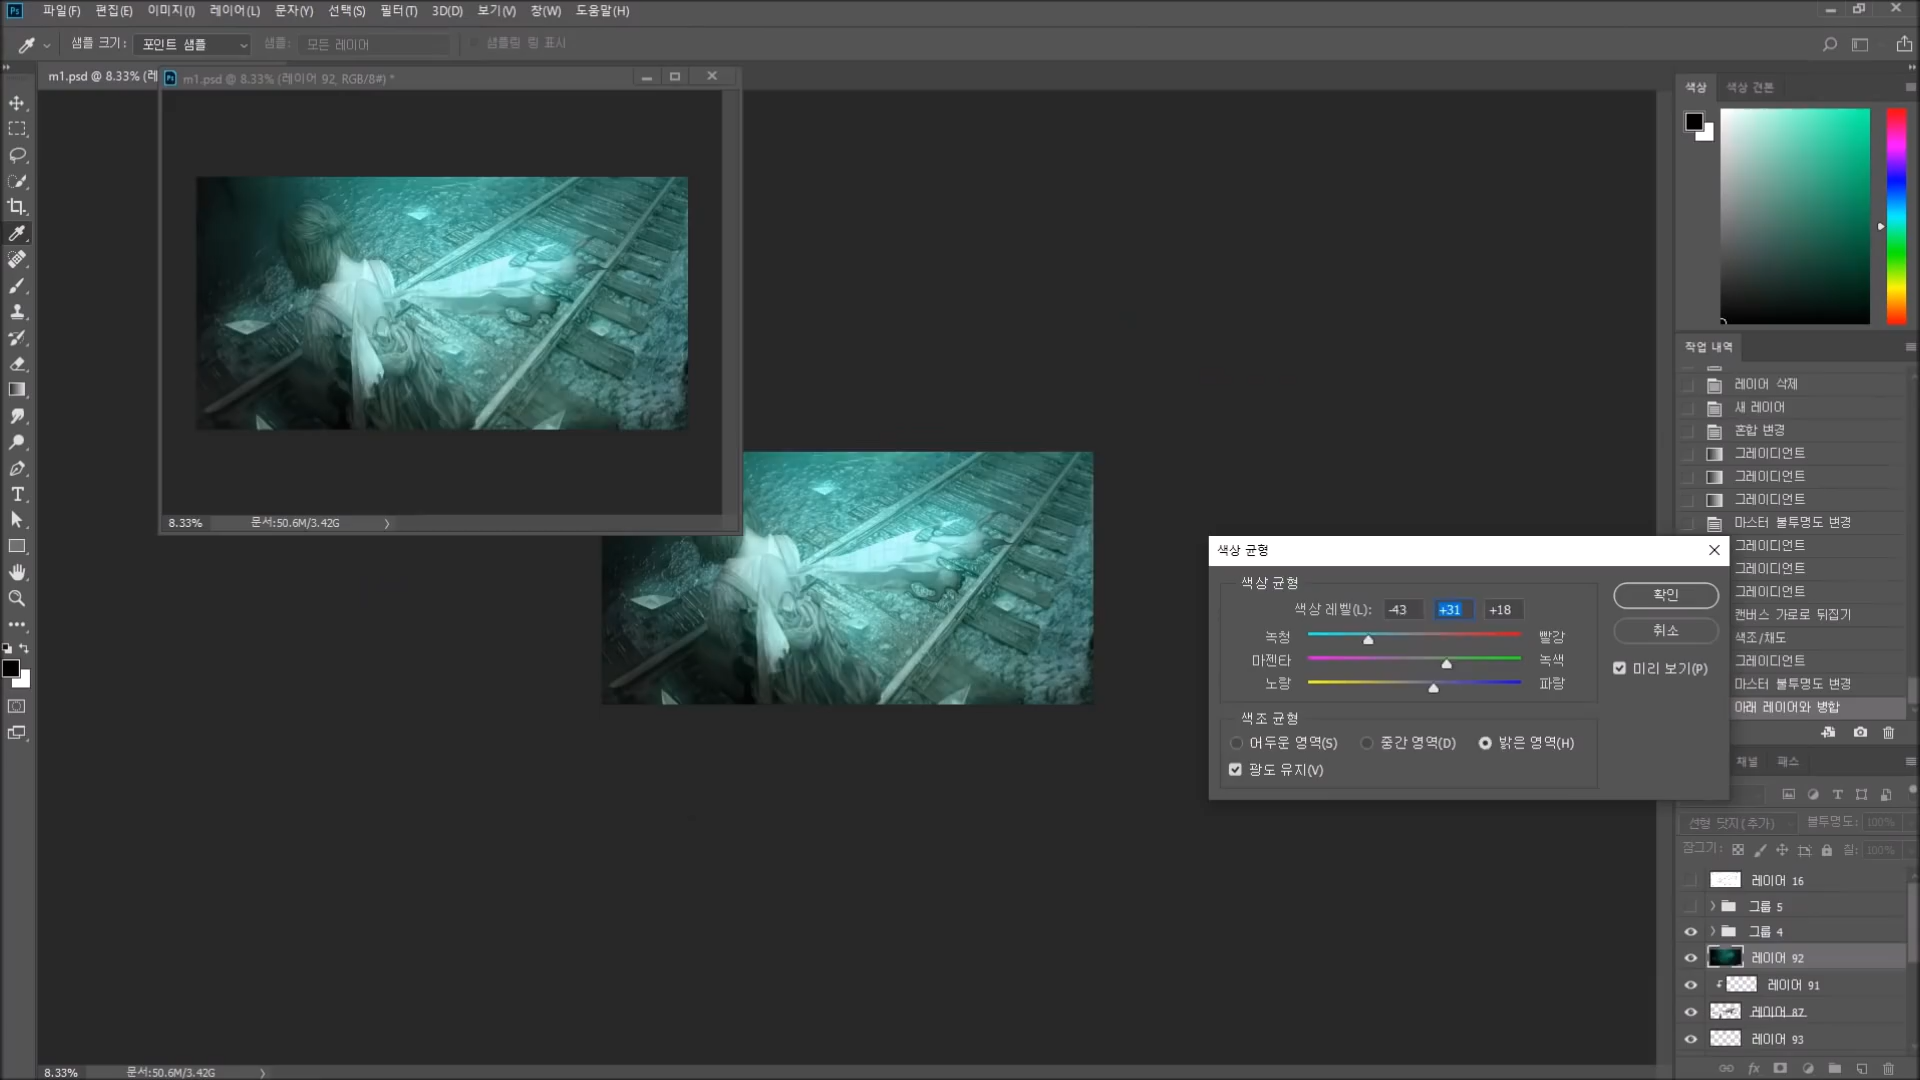 Ps 파일(F) 편집(E) 이미지(I) 레이어(L) 문자(Y) 선택(S) 필터(T) 3D(D) 보기(V) 창(W) 도움말(H)
샘플 크기: 포인트 샘플 샘플: 모든 레이어 샘플링 링 표시
m1.psd @ 8.33% (레
Ps m1.psd @ 8.33% (레이어 92, RGB/8#) *
8.33% 문서:50.6M/3.42G
색상 색상 견본
작업 내역
레이어 삭제
새 레이어
혼합 변경
그레이디언트
그레이디언트
그레이디언트
마스터 불투명도 변경
그레이디언트
그레이디언트
그레이디언트
캔버스 가로로 뒤집기
색조/채도
그레이디언트
마스터 불투명도 변경
아래 레이어와 병합
색상 균형
색상 균형
색상 레벨(L): -43 +31 +18
녹청 빨강
마젠타 녹색
노랑 파랑
확인
취소
미리 보기(P)
색조 균형
어두운 영역(S) 중간 영역(D) 밝은 영역(H)
광도 유지(V)
채널 패스
선형 닷지(추가) 불투명도: 100%
잠그기: 칠: 100%
레이어 16
그룹 5
그룹 4
레이어 92
레이어 91
레이어 87
레이어 93
fx
8.33% 문서:50.6M/3.42G